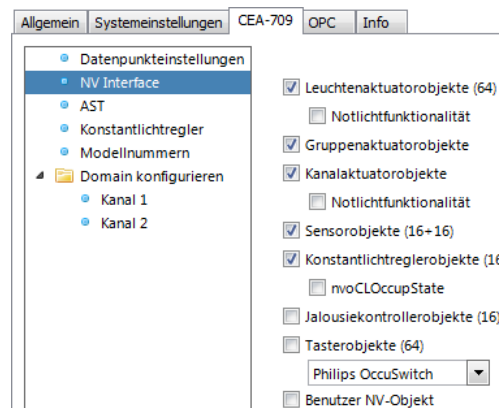 Allgemein Systemeinstellungen CEA-709 OPC Info
Datenpunkteinstellungen
NV Interface
AST
Konstantlichtregler
Modellnummern
Domain konfigurieren
Kanal 1
Kanal 2
Leuchtenaktuatorobjekte (64)
Notlichtfunktionalität
Gruppenaktuatorobjekte
Kanalaktuatorobjekte
Notlichtfunktionalität
Sensorobjekte (16+16)
Konstantlichtreglerobjekte (16
nvoCLOccupState
Jalousiekontrollerobjekte (16)
Tasterobjekte (64)
Philips OccuSwitch
Benutzer NV-Objekt